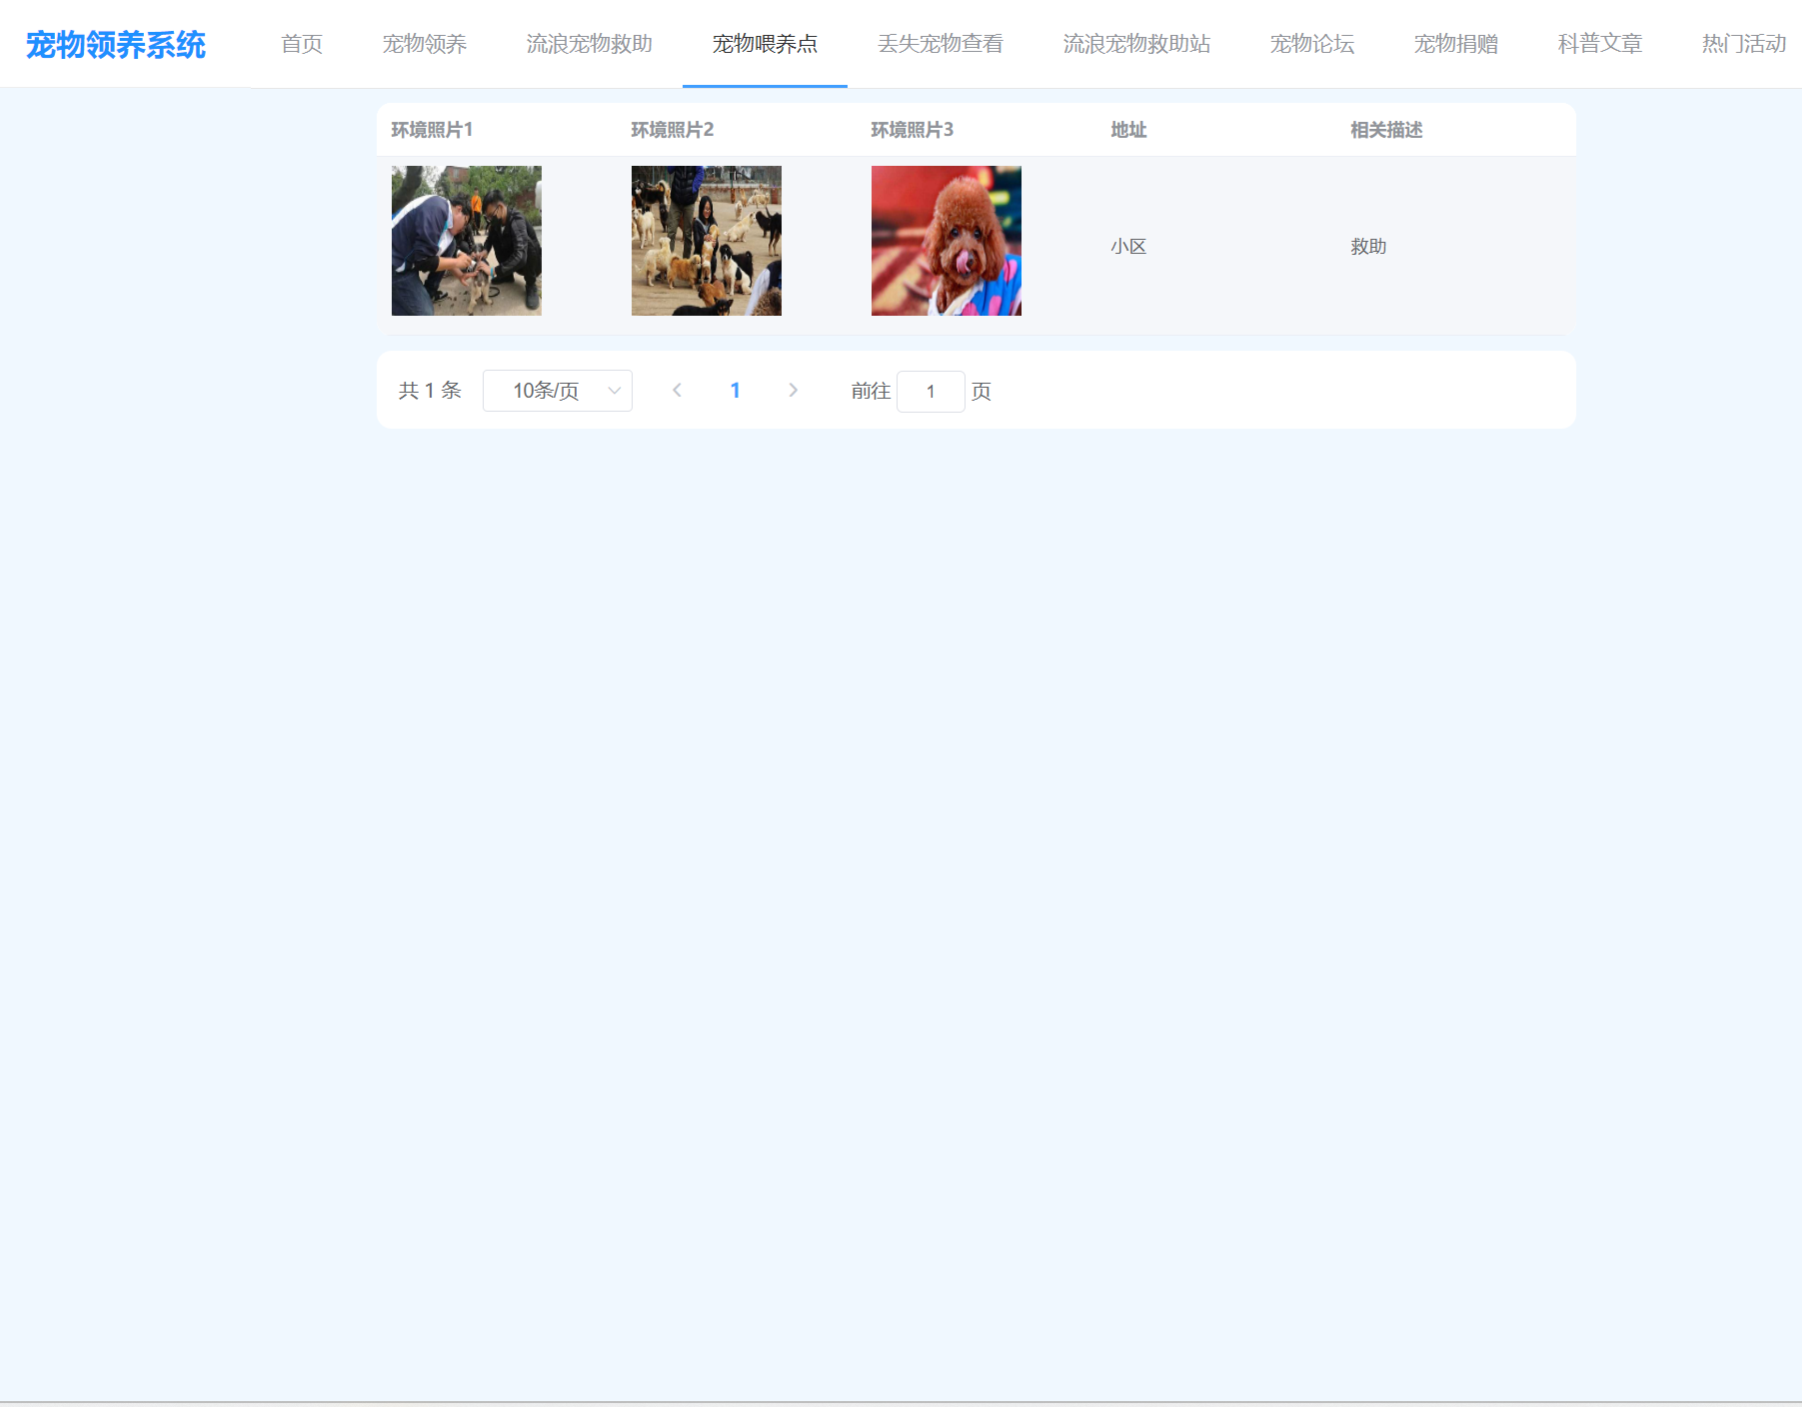 宠物领养系统 首页 宠物领养 流浪宠物救助 宠物喂养点 丢失宠物查看 流浪宠物救助站 宠物论坛 宠物捐赠 科普文章 热门活动
环境照片1 环境照片2 环境照片3 地址 相关描述
小区 救助
共 1 条 10条/页 1 前往 1 页